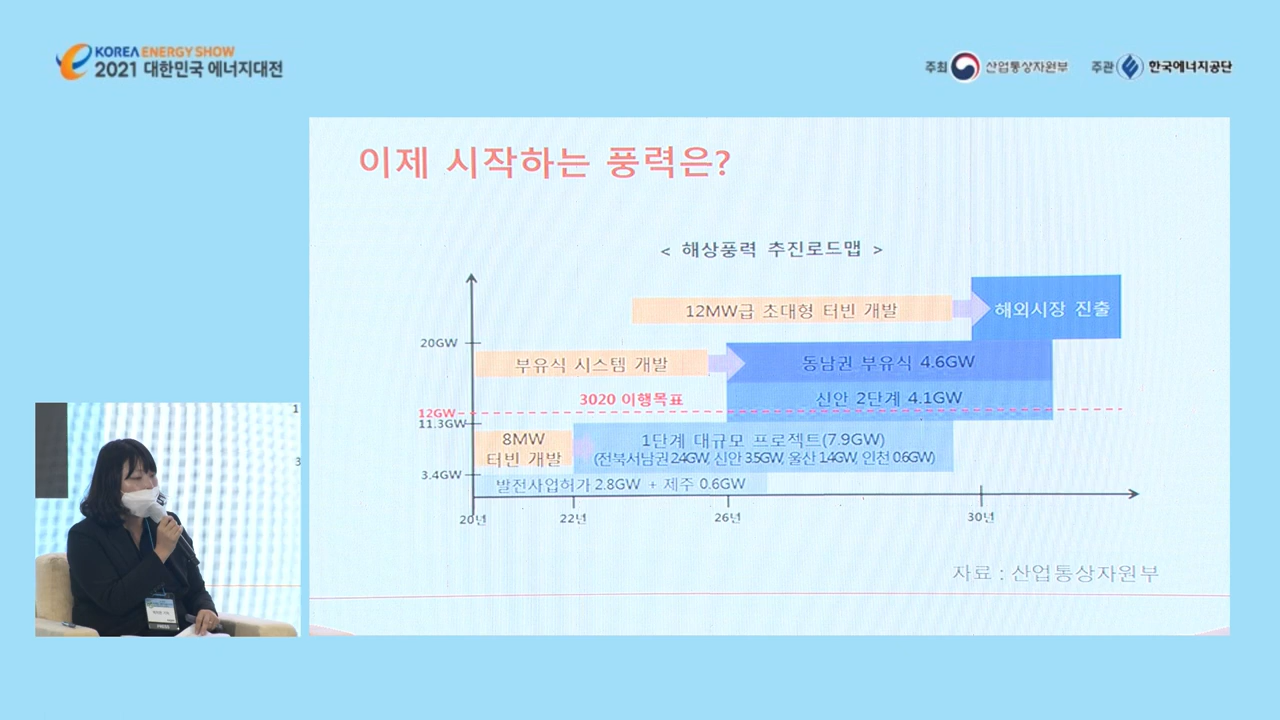 KOREA ENERGY SHOW
2021 대한민국 에너지대전
주최 산업통상자원부 주관 한국에너지공단
이제 시작하는 풍력은?
< 해상풍력 추진로드맵 >
12MW급 초대형 터빈 개발
해외시장 진출
20GW
부유식 시스템 개발
동남권 부유식 4.6GW
3020 이행목표
신안 2단계 4.1GW
12GW
11.3GW
8MW
터빈 개발
1단계 대규모 프로젝트(7.9GW)
(전북서남권2.4GW, 신안 3.5GW, 울산 1.4GW, 인천 0.6GW)
3.4GW
발전사업허가 2.8GW + 제주 0.6GW
20년 22년 26년 30년
자료 : 산업통상자원부
1
3
PRESS